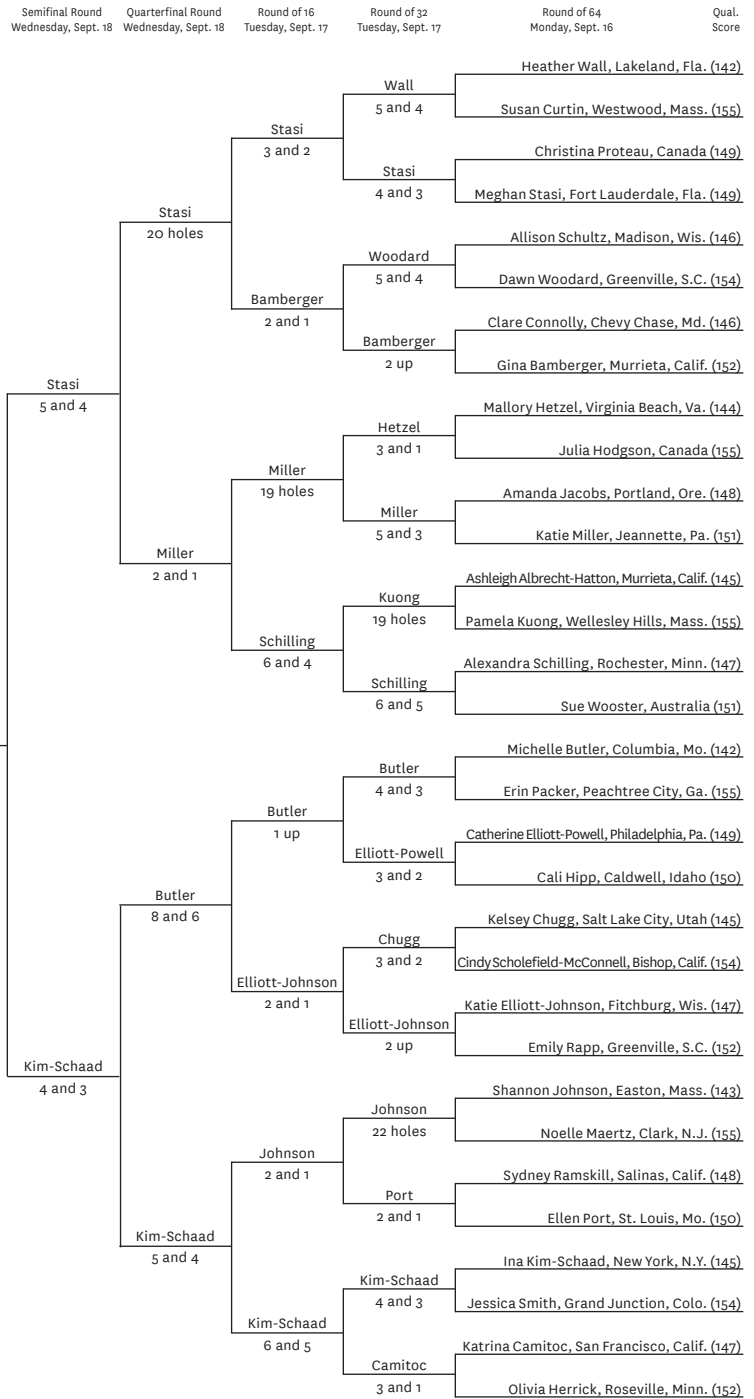 Semifinal Round
Wednesday, Sept. 18
Quarterfinal Round
Wednesday, Sept. 18
Round of 16
Tuesday, Sept. 17
Round of 32
Tuesday, Sept. 17
Round of 64
Monday, Sept. 16
Qual.
Score
Heather Wall, Lakeland, Fla. (142)
Wall
5 and 4
Susan Curtin, Westwood, Mass. (155)
Stasi
3 and 2
Christina Proteau, Canada (149)
Stasi
4 and 3
Meghan Stasi, Fort Lauderdale, Fla. (149)
Stasi
20 holes
Allison Schultz, Madison, Wis. (146)
Woodard
5 and 4
Dawn Woodard, Greenville, S.C. (154)
Bamberger
2 and 1
Clare Connolly, Chevy Chase, Md. (146)
Bamberger
2 up
Gina Bamberger, Murrieta, Calif. (152)
Stasi
5 and 4
Mallory Hetzel, Virginia Beach, Va. (144)
Hetzel
3 and 1
Julia Hodgson, Canada (155)
Miller
19 holes
Amanda Jacobs, Portland, Ore. (148)
Miller
5 and 3
Katie Miller, Jeannette, Pa. (151)
Miller
2 and 1
Ashleigh Albrecht-Hatton, Murrieta, Calif. (145)
Kuong
19 holes
Pamela Kuong, Wellesley Hills, Mass. (155)
Schilling
6 and 4
Alexandra Schilling, Rochester, Minn. (147)
Schilling
6 and 5
Sue Wooster, Australia (151)
Michelle Butler, Columbia, Mo. (142)
Butler
4 and 3
Erin Packer, Peachtree City, Ga. (155)
Butler
1 up
Catherine Elliott-Powell, Philadelphia, Pa. (149)
Elliott-Powell
3 and 2
Cali Hipp, Caldwell, Idaho (150)
Butler
8 and 6
Kelsey Chugg, Salt Lake City, Utah (145)
Chugg
3 and 2
Cindy Scholefield-McConnell, Bishop, Calif. (154)
Elliott-Johnson
2 and 1
Katie Elliott-Johnson, Fitchburg, Wis. (147)
Elliott-Johnson
2 up
Emily Rapp, Greenville, S.C. (152)
Kim-Schaad
4 and 3
Shannon Johnson, Easton, Mass. (143)
Johnson
22 holes
Noelle Maertz, Clark, N.J. (155)
Johnson
2 and 1
Sydney Ramskill, Salinas, Calif. (148)
Port
2 and 1
Ellen Port, St. Louis, Mo. (150)
Kim-Schaad
5 and 4
Ina Kim-Schaad, New York, N.Y. (145)
Kim-Schaad
4 and 3
Jessica Smith, Grand Junction, Colo. (154)
Kim-Schaad
6 and 5
Katrina Camitoc, San Francisco, Calif. (147)
Camitoc
3 and 1
Olivia Herrick, Roseville, Minn. (152)